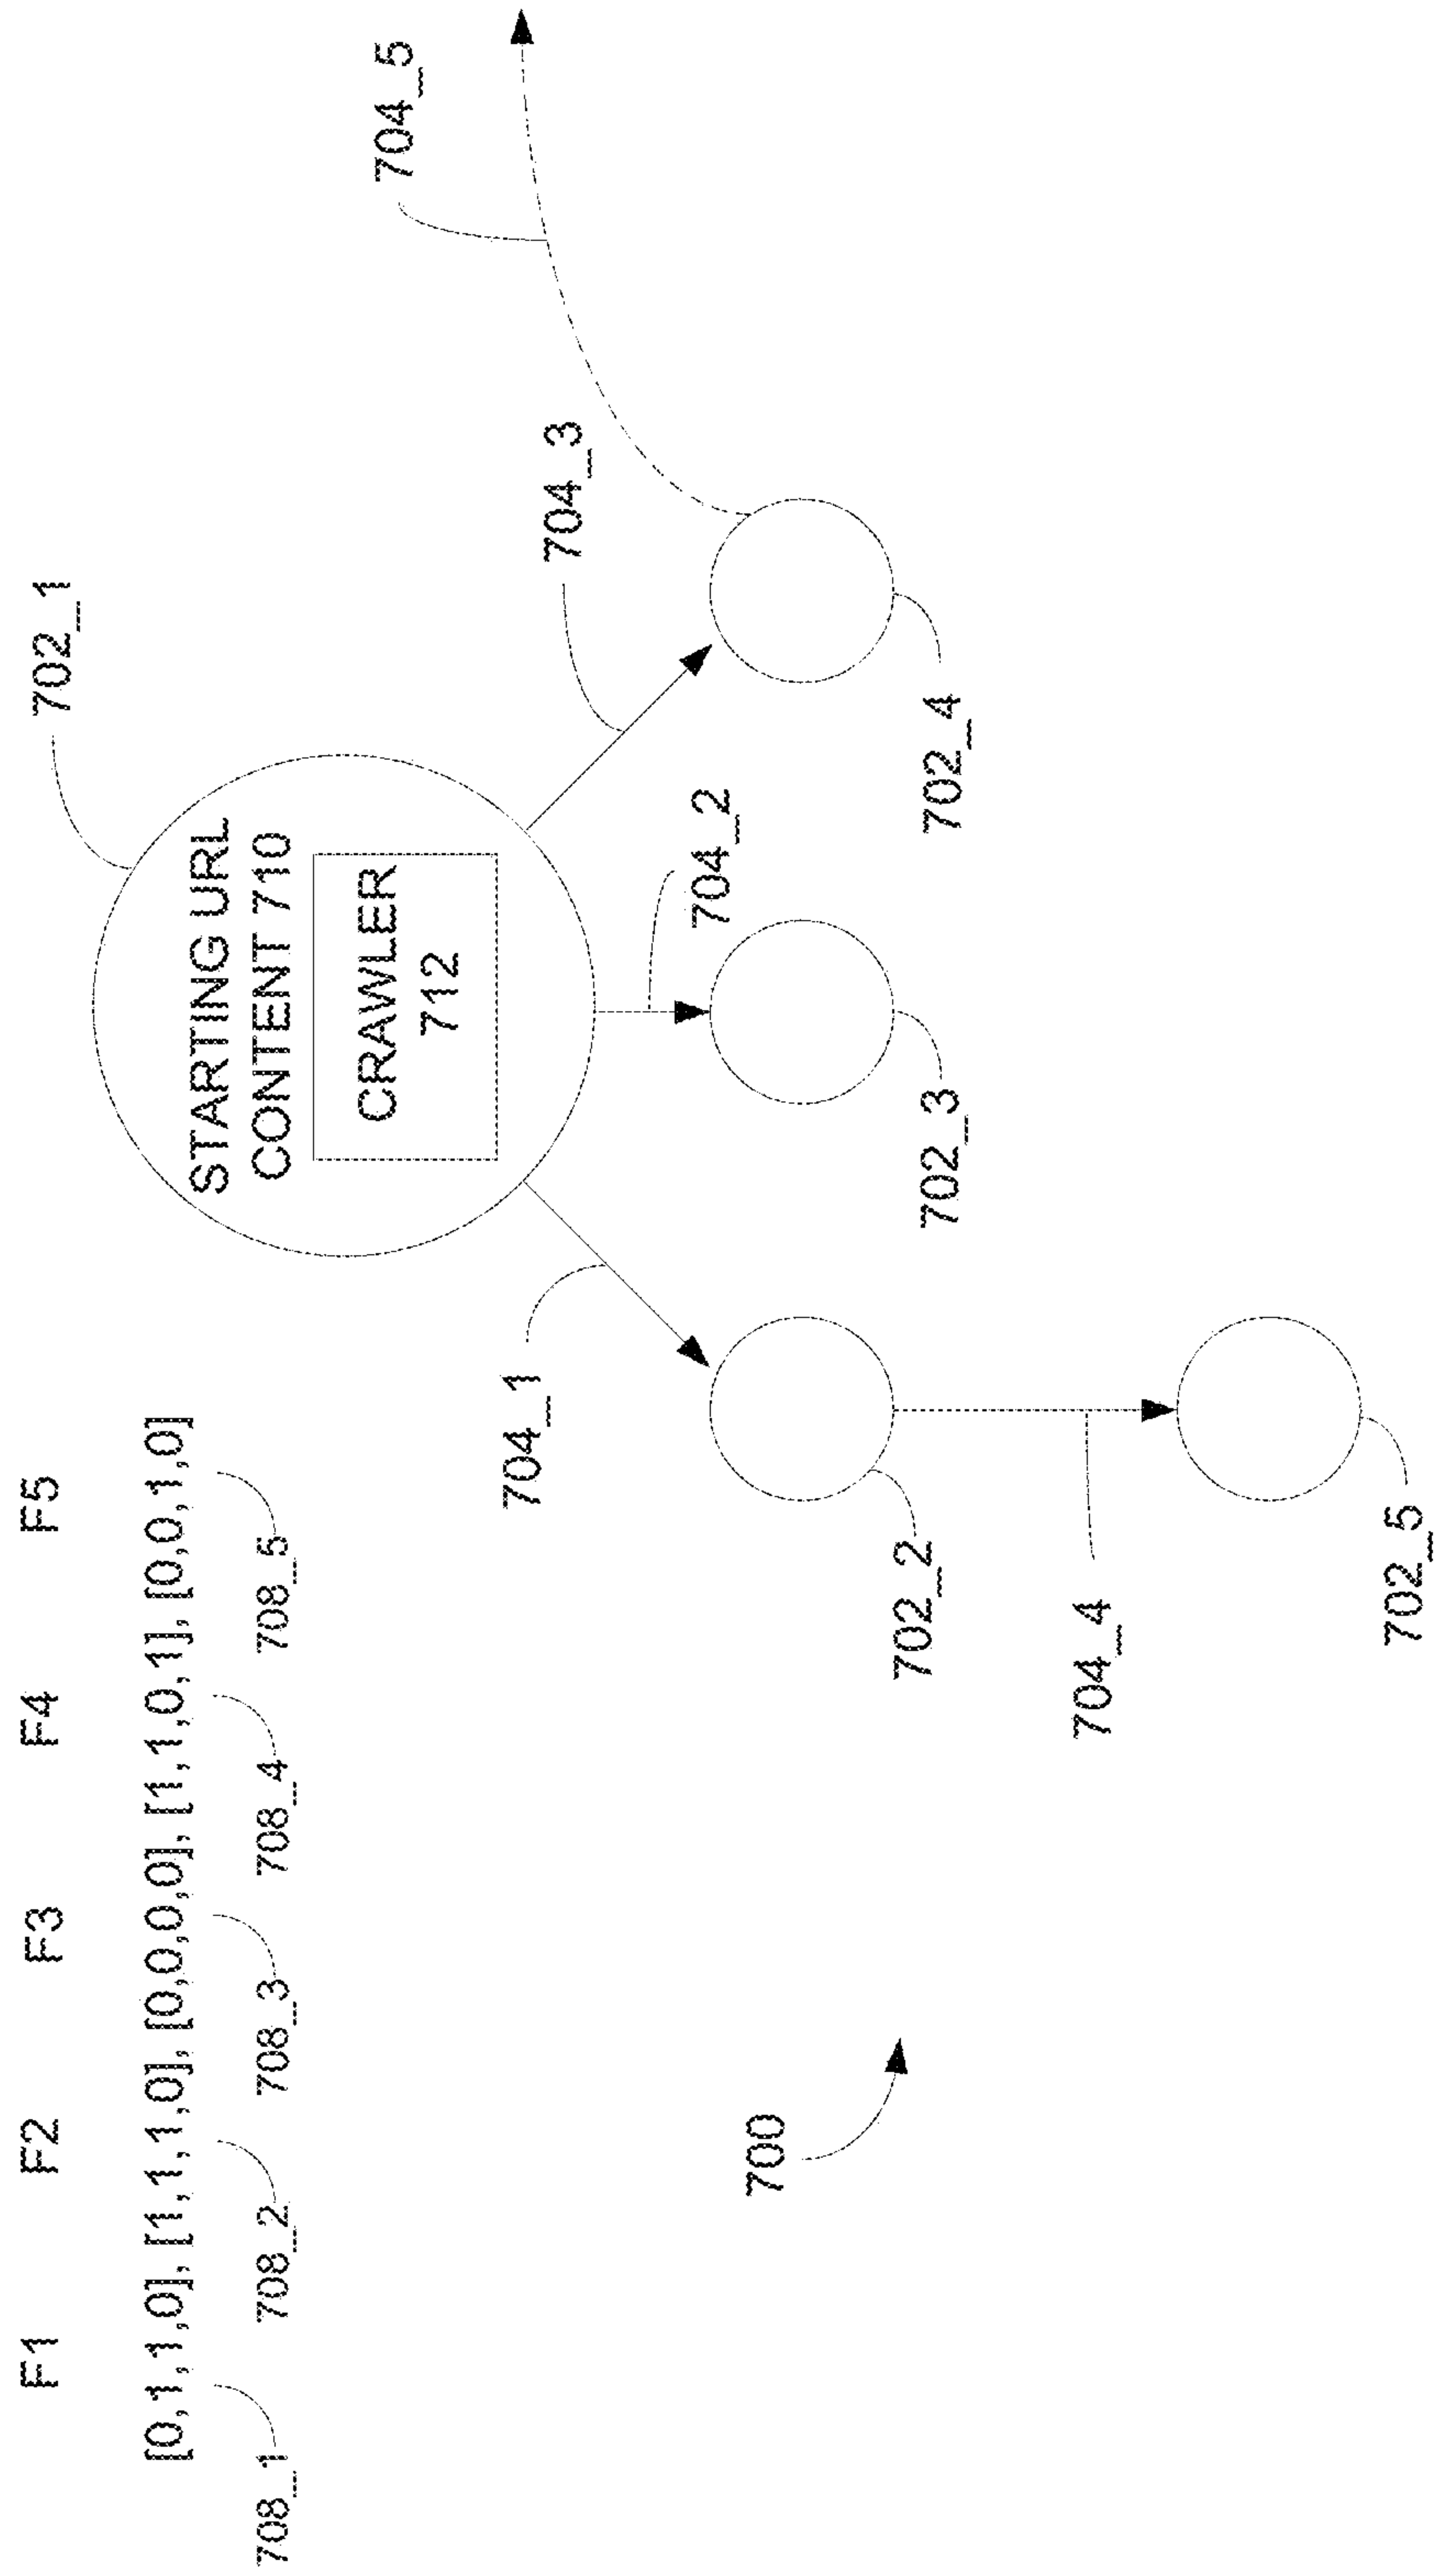 F1 F2 F3 F4 F5
[0,1,1,0], [1,1,1,0], [0,0,0,0], [1,1,0,1], [0,0,1,0]
708_1 708_2 708_3 708_4 708_5
702_1
STARTING URL
CONTENT 710
CRAWLER
712
704_5
704_1
704_2
704_3
702_2
702_3
702_4
704_4
702_5
700